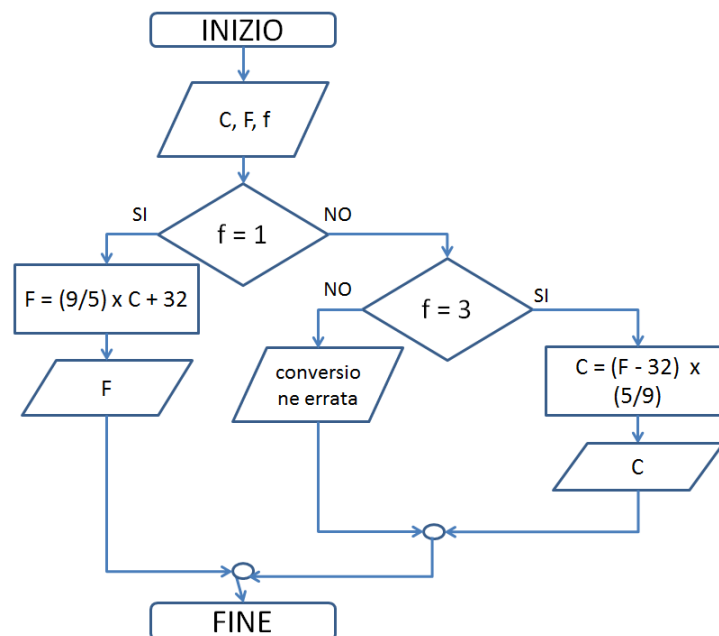 INIZIO
C, F, f
SI
NO
f = 1
F = (9/5) x C + 32
NO
SI
f = 3
F
conversio
ne errata
C = (F - 32) x
(5/9)
C
FINE